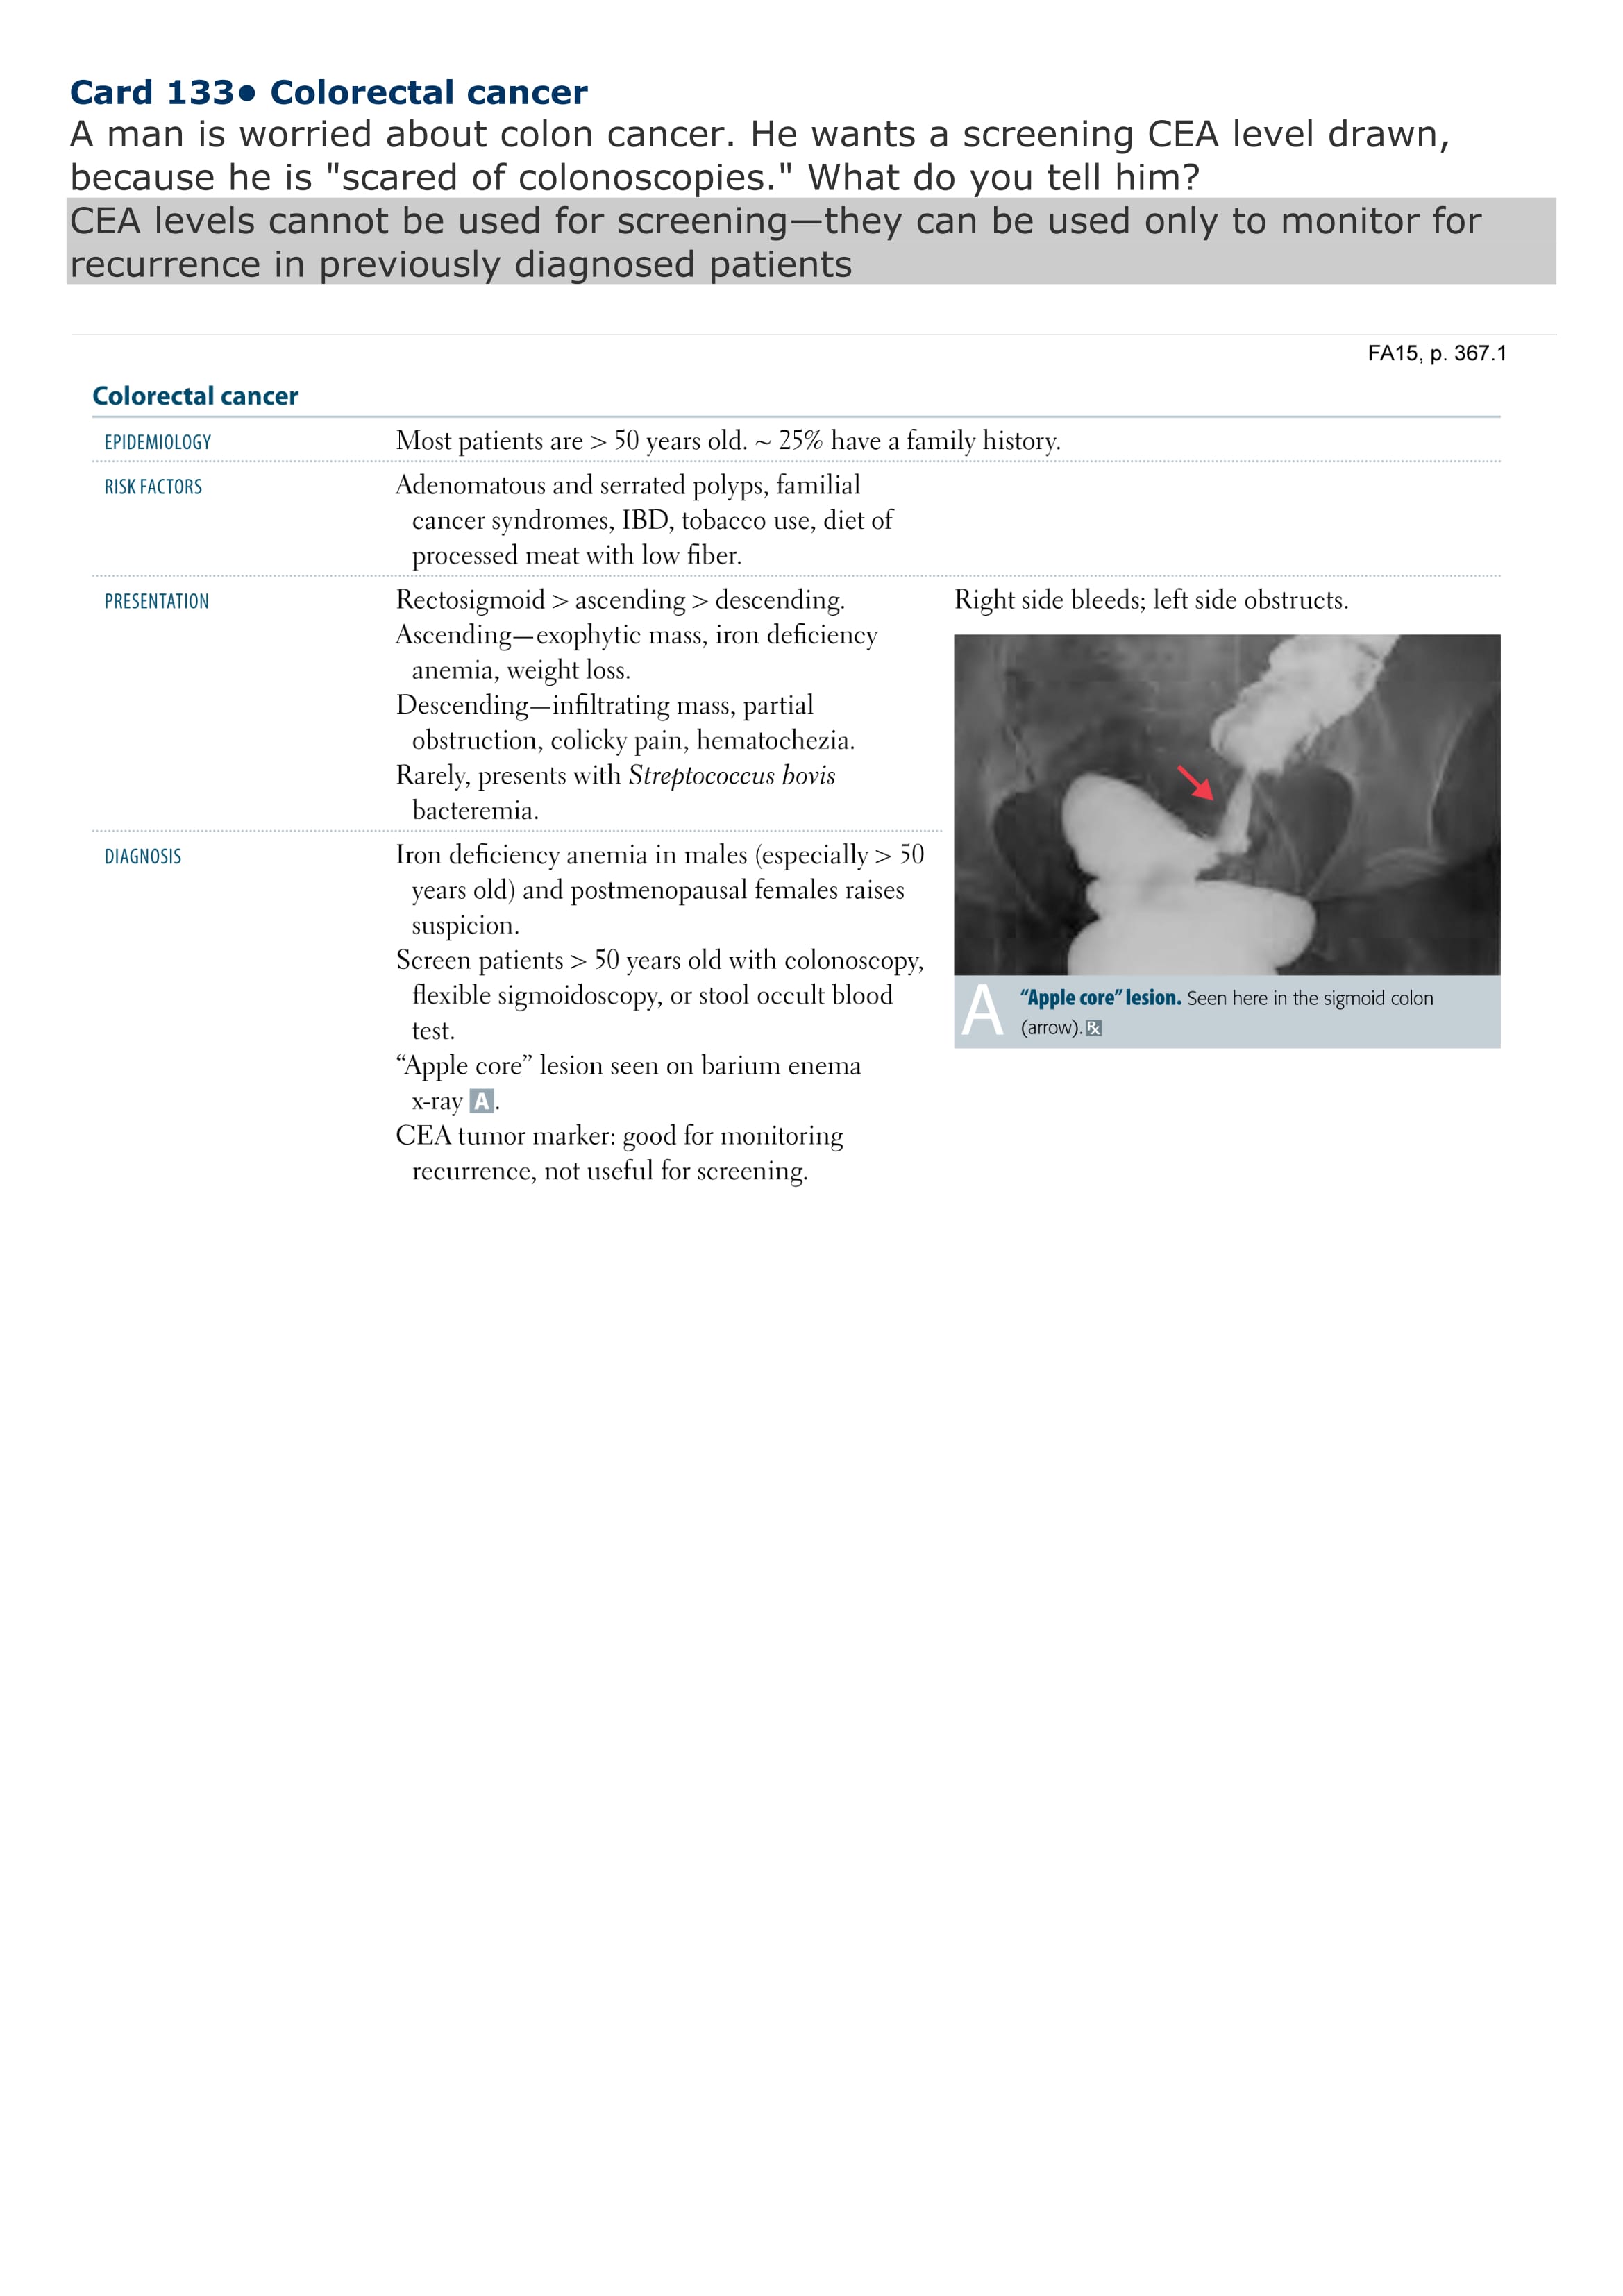 Card 133● Colorectal cancer
A man is worried about colon cancer. He wants a screening CEA level drawn,
because he is "scared of colonoscopies." What do you tell him?
CEA levels cannot be used for screening—they can be used only to monitor for
recurrence in previously diagnosed patients
FA15, p. 367.1
Colorectal cancer
EPIDEMIOLOGY
Most patients are > 50 years old. ~ 25% have a family history.
RISK FACTORS
Adenomatous and serrated polyps, familial
cancer syndromes, IBD, tobacco use, diet of
processed meat with low fiber.
PRESENTATION
Rectosigmoid > ascending > descending.
Ascending—exophytic mass, iron deficiency
anemia, weight loss.
Descending—infiltrating mass, partial
obstruction, colicky pain, hematochezia.
Rarely, presents with Streptococcus bovis
bacteremia.
Right side bleeds; left side obstructs.
DIAGNOSIS
Iron deficiency anemia in males (especially > 50
years old) and postmenopausal females raises
suspicion.
Screen patients > 50 years old with colonoscopy,
flexible sigmoidoscopy, or stool occult blood
test.
“Apple core” lesion seen on barium enema
x-ray A.
CEA tumor marker: good for monitoring
recurrence, not useful for screening.
A
“Apple core” lesion. Seen here in the sigmoid colon
(arrow). ℞